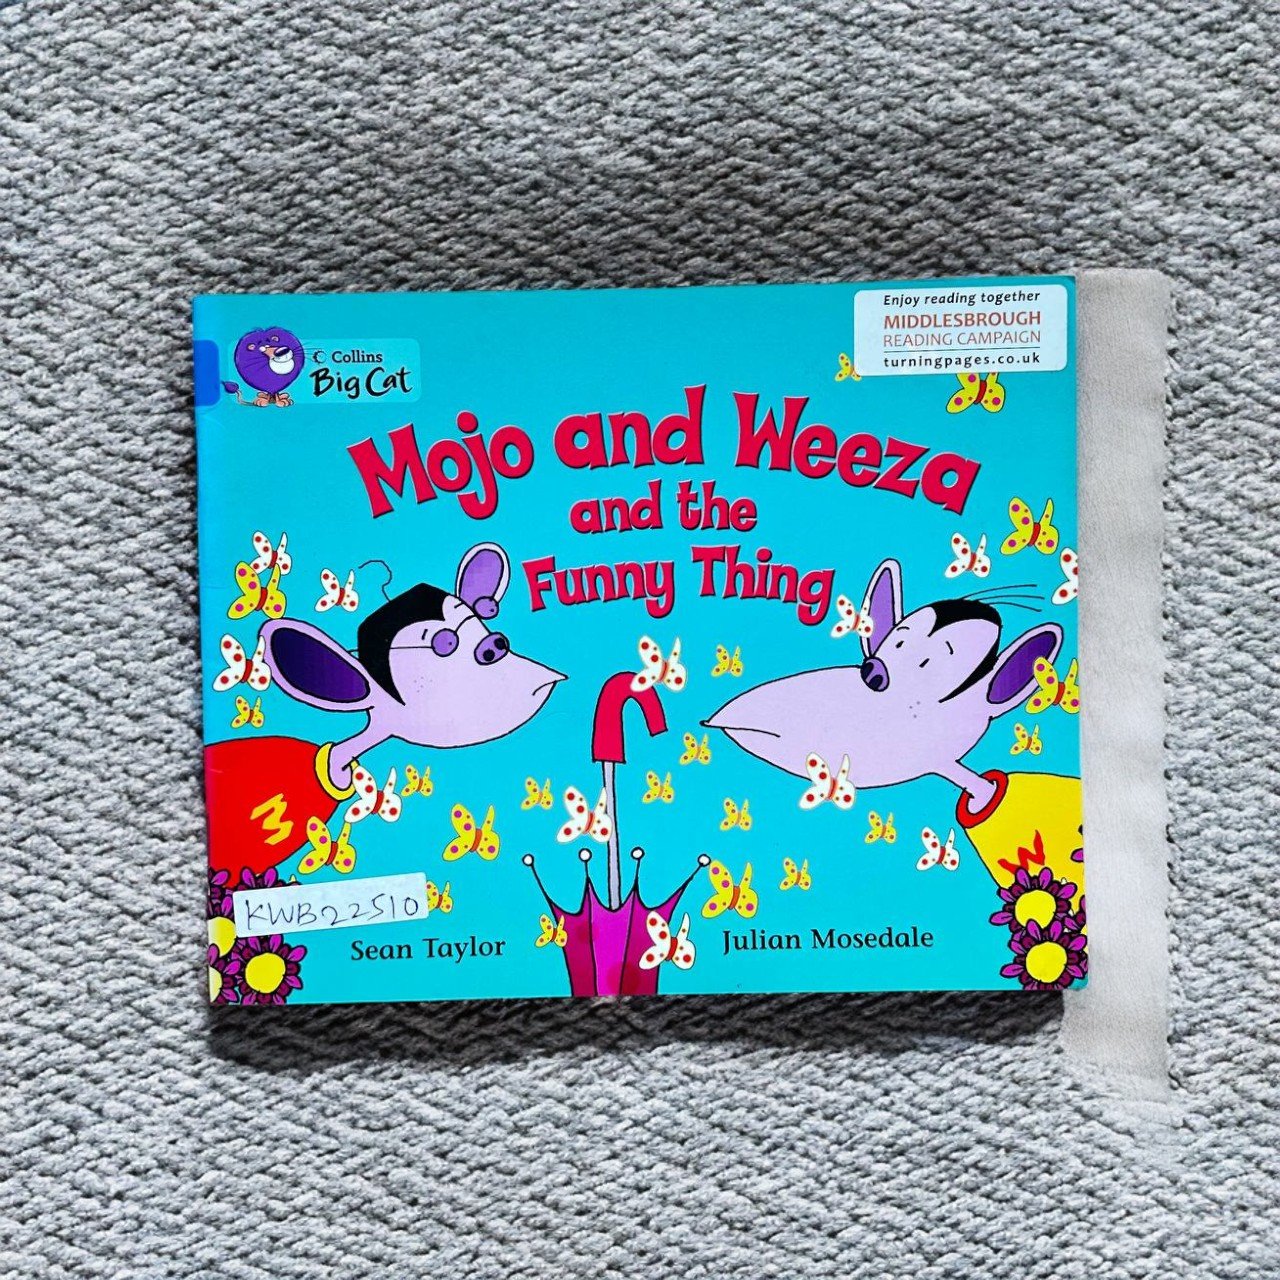 Enjoy reading together
MIDDLESBROUGH
READING CAMPAIGN
turningpages.co.uk
Collins
Big Cat
Mojo and Weeza
and the
Funny Thing
M
W
KWB22510
Sean Taylor
Julian Mosedale